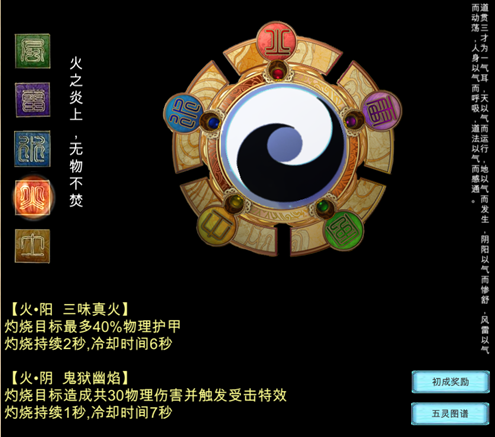 道贯三才为一气耳，天以气而运行，地以气而发生，阴阳以气而惨舒，风雷以气
而动荡，人身以气而呼吸，道法以气而感通。
火之炎上，无物不焚
【火•阳 三味真火】
灼烧目标最多40%物理护甲
灼烧持续2秒,冷却时间6秒
【火•阴 鬼狱幽焰】
灼烧目标造成共30物理伤害并触发受击特效
灼烧持续1秒,冷却时间7秒
初成奖励
五灵图谱